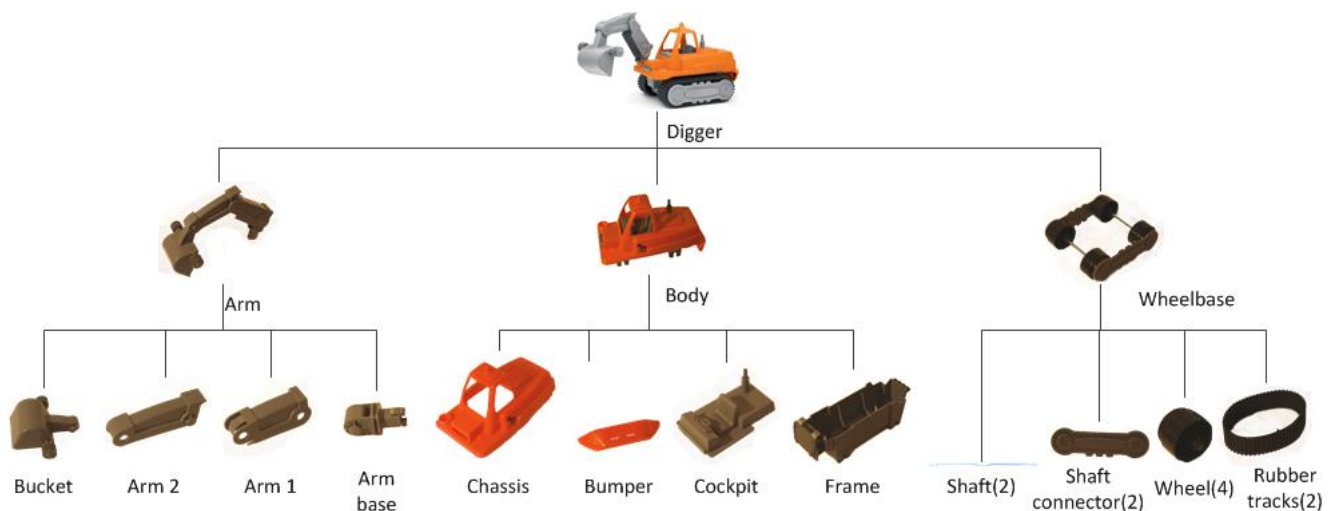 Digger
Arm
Body
Wheelbase
Bucket
Arm 2
Arm 1
Arm
base
Chassis
Bumper
Cockpit
Frame
Shaft(2)
Shaft
connector(2)
Wheel(4)
Rubber
tracks(2)